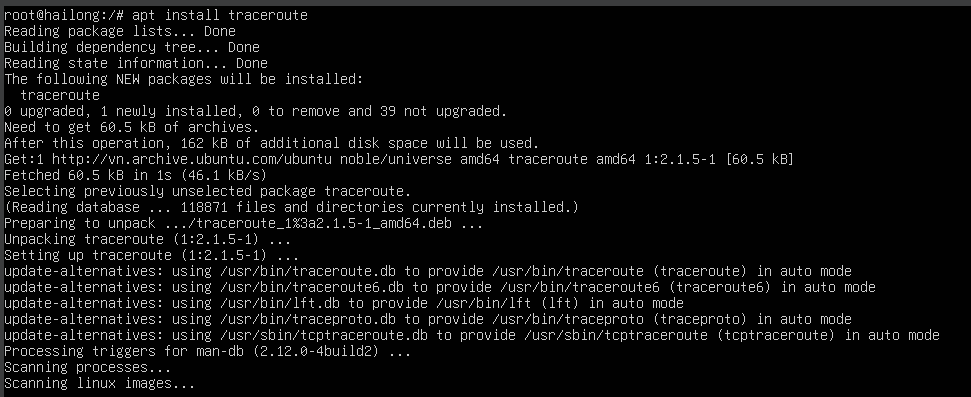 root@hailong:/# apt install traceroute
Reading package lists... Done
Building dependency tree... Done
Reading state information... Done
The following NEW packages will be installed:
  traceroute
0 upgraded, 1 newly installed, 0 to remove and 39 not upgraded.
Need to get 60.5 kB of archives.
After this operation, 162 kB of additional disk space will be used.
Get:1 http://vn.archive.ubuntu.com/ubuntu noble/universe amd64 traceroute amd64 1:2.1.5-1 [60.5 kB]
Fetched 60.5 kB in 1s (46.1 kB/s)
Selecting previously unselected package traceroute.
(Reading database ... 118871 files and directories currently installed.)
Preparing to unpack .../traceroute_1%3a2.1.5-1_amd64.deb ...
Unpacking traceroute (1:2.1.5-1) ...
Setting up traceroute (1:2.1.5-1) ...
update-alternatives: using /usr/bin/traceroute.db to provide /usr/bin/traceroute (traceroute) in auto mode
update-alternatives: using /usr/bin/traceroute6.db to provide /usr/bin/traceroute6 (traceroute6) in auto mode
update-alternatives: using /usr/bin/lft.db to provide /usr/bin/lft (lft) in auto mode
update-alternatives: using /usr/bin/traceproto.db to provide /usr/bin/traceproto (traceproto) in auto mode
update-alternatives: using /usr/sbin/tcptraceroute.db to provide /usr/sbin/tcptraceroute (tcptraceroute) in auto mode
Processing triggers for man-db (2.12.0-4build2) ...
Scanning processes...
Scanning linux images...